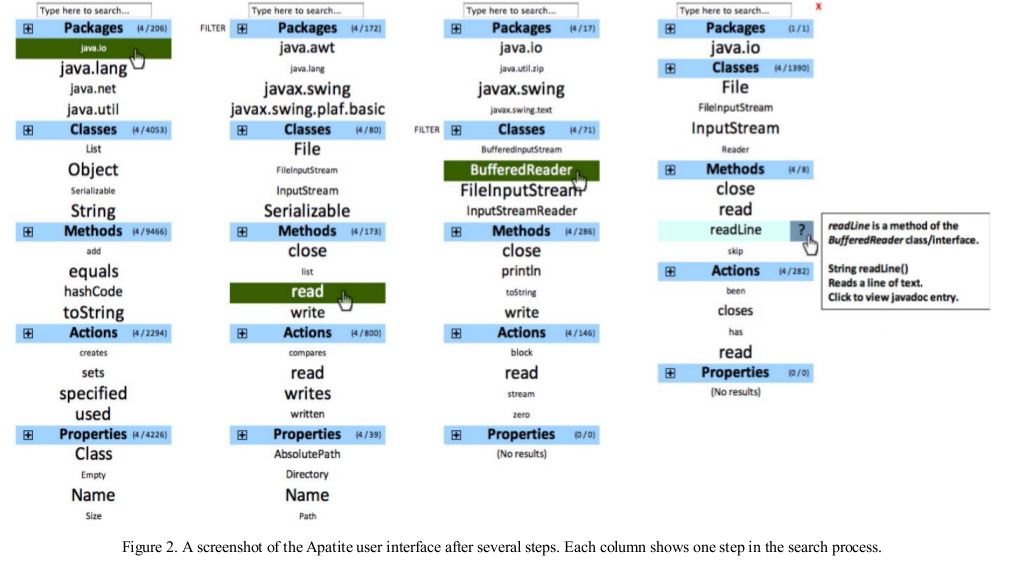 Type here to search...
Packages (4/206)
java.io
java.lang
java.net
java.util
Classes (4/4053)
List
Object
Serializable
String
Methods (4/9466)
add
equals
hashCode
toString
Actions (4/2294)
creates
sets
specified
used
Properties (4/4226)
Class
Empty
Name
Size
Type here to search...
FILTER Packages (4/172)
java.awt
java.lang
javax.swing
javax.swing.plaf.basic
Classes (4/80)
File
FileInputStream
InputStream
Serializable
Methods (4/173)
close
list
read
write
Actions (4/800)
compares
read
writes
written
Properties (4/39)
AbsolutePath
Directory
Name
Path
Type here to search...
Packages (4/17)
java.io
java.util.zip
javax.swing
javax.swing.text
FILTER Classes (4/71)
BufferedInputStream
BufferedReader
FileInputStream
InputStreamReader
Methods (4/286)
close
println
toString
write
Actions (4/146)
block
read
stream
zero
Properties (0/0)
(No results)
Type here to search...
x
Packages (1/1)
java.io
Classes (4/1390)
File
FileInputStream
InputStream
Reader
Methods (4/8)
close
read
readLine ?
skip
Actions (4/282)
been
closes
has
read
Properties (0/0)
(No results)
readLine is a method of the
BufferedReader class/interface.
String readLine()
Reads a line of text.
Click to view javadoc entry.
Figure 2. A screenshot of the Apatite user interface after several steps. Each column shows one step in the search process.